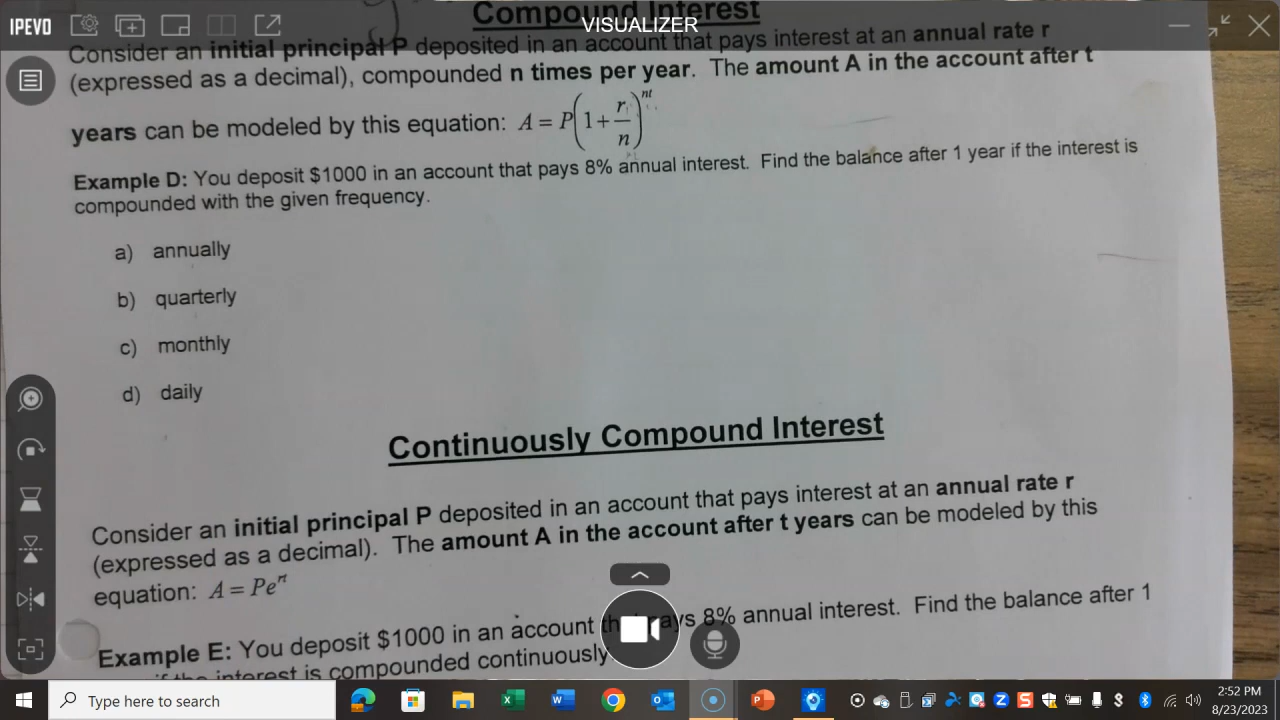 IPEVO
VISUALIZER
Compound Interest
Consider an initial principal P deposited in an account that pays interest at an annual rate r
(expressed as a decimal), compounded n times per year. The amount A in the account after t
years can be modeled by this equation: A = P(1 + r/n)^nt
Example D: You deposit $1000 in an account that pays 8% annual interest. Find the balance after 1 year if the interest is
compounded with the given frequency.
a) annually
b) quarterly
c) monthly
d) daily
Continuously Compound Interest
Consider an initial principal P deposited in an account that pays interest at an annual rate r
(expressed as a decimal). The amount A in the account after t years can be modeled by this
equation: A = Pe^rt
Example E: You deposit $1000 in an account 8% annual interest. Find the balance after 1
interest is compounded continuously
Type here to search
2:52 PM
8/23/2023